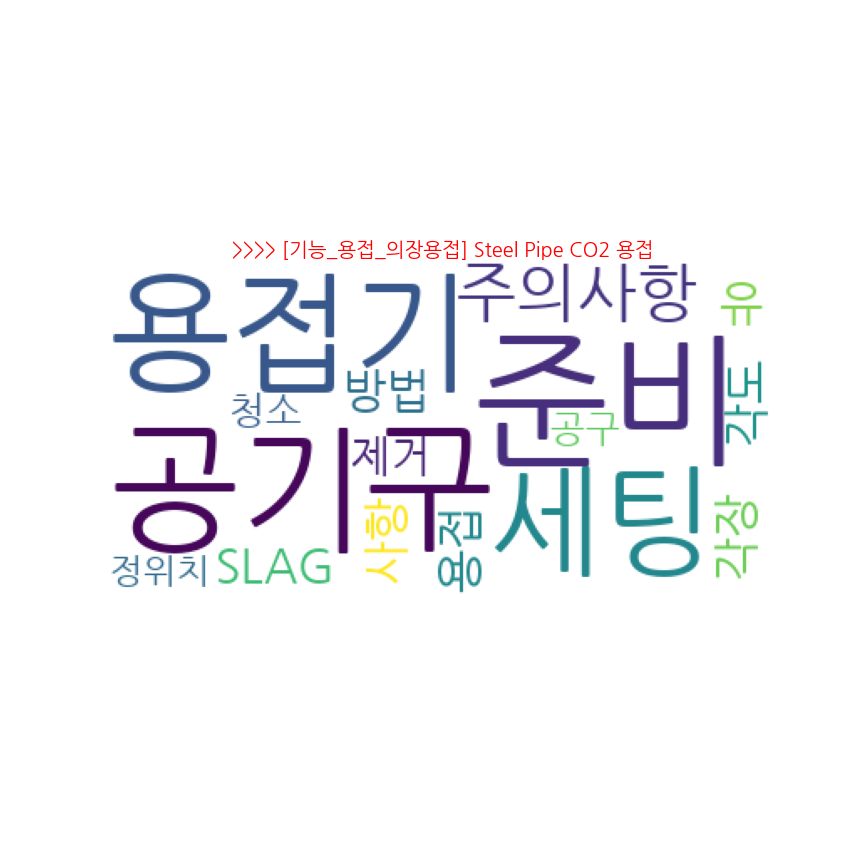 >>>> [기능_용접_의장용접] Steel Pipe CO2 용접
용접기
주의사항
유
준비
방법
각도
청소
공구
공기구
제거
세팅
사항
용접
각장
정위치
SLAG